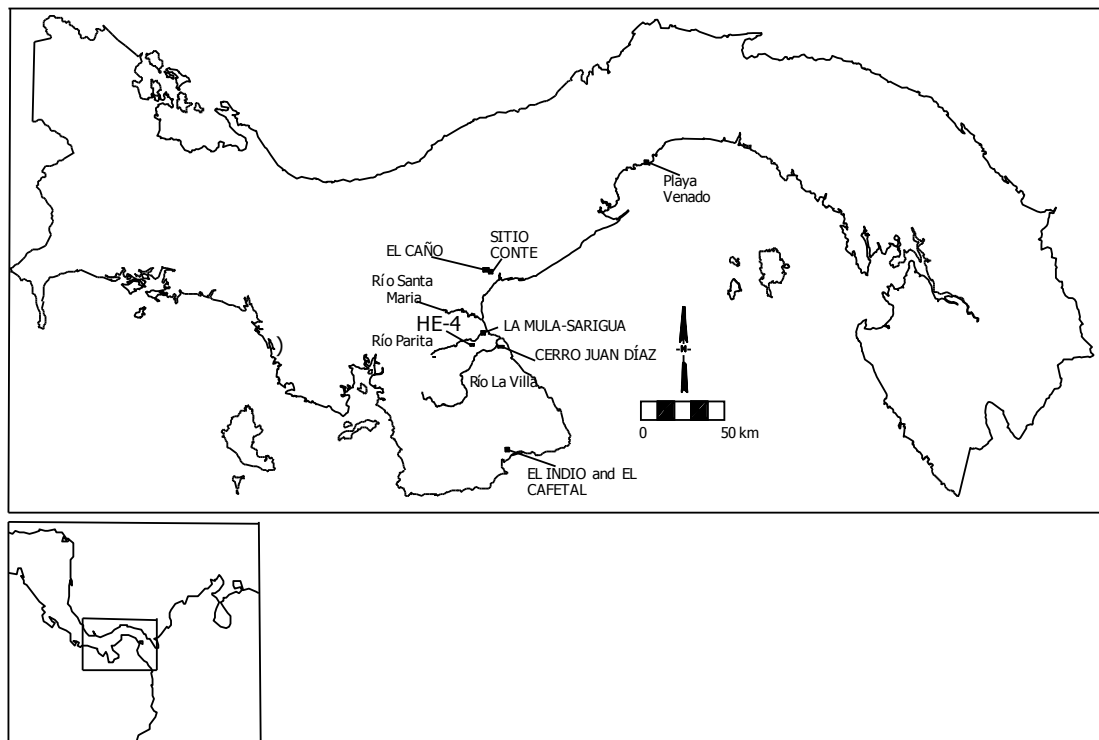 Playa
Venado
SITIO
CONTE
EL CAÑO
Río Santa
Maria
HE-4
LA MULA-SARIGUA
Río Parita
CERRO JUAN DÍAZ
Río La Villa
N
0
50 km
EL INDIO and EL
CAFETAL